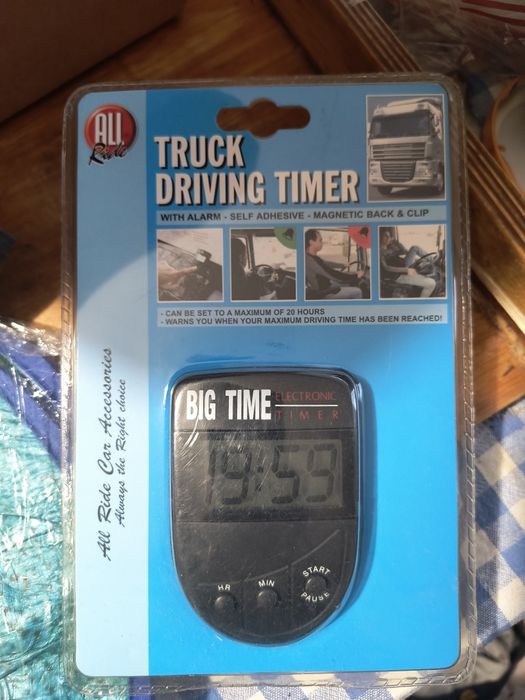 ALL
Ride
TRUCK
DRIVING TIMER
WITH ALARM - SELF ADHESIVE - MAGNETIC BACK & CLIP
- CAN BE SET TO A MAXIMUM OF 20 HOURS
- WARNS YOU WHEN YOUR MAXIMUM DRIVING TIME HAS BEEN REACHED!
All Ride Car Accessories
Always the Right choice
BIG TIME ELECTRONIC
TIMER
19:59
HR MIN START
PAUSE